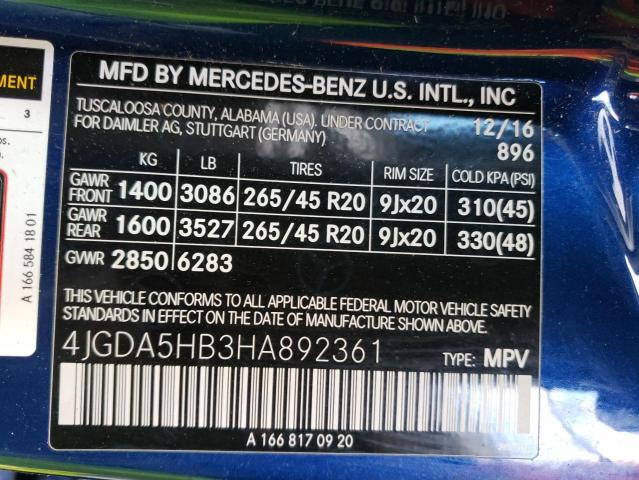 MFD BY MERCEDES-BENZ U.S. INTL., INC
TUSCALOOSA COUNTY, ALABAMA (USA). UNDER CONTRACT 12/16
FOR DAIMLER AG, STUTTGART (GERMANY) 896
KG LB TIRES RIM SIZE COLD KPA(PSI)
GAWR FRONT 1400 3086 265/45 R20 9Jx20 310(45)
GAWR REAR 1600 3527 265/45 R20 9Jx20 330(48)
GVWR 2850 6283
THIS VEHICLE CONFORMS TO ALL APPLICABLE FEDERAL MOTOR VEHICLE SAFETY
STANDARDS IN EFFECT ON THE DATE OF MANUFACTURE SHOWN ABOVE.
4JGDA5HB3HA892361 TYPE: MPV
A 166 817 09 20
3
A 166 584 18 01